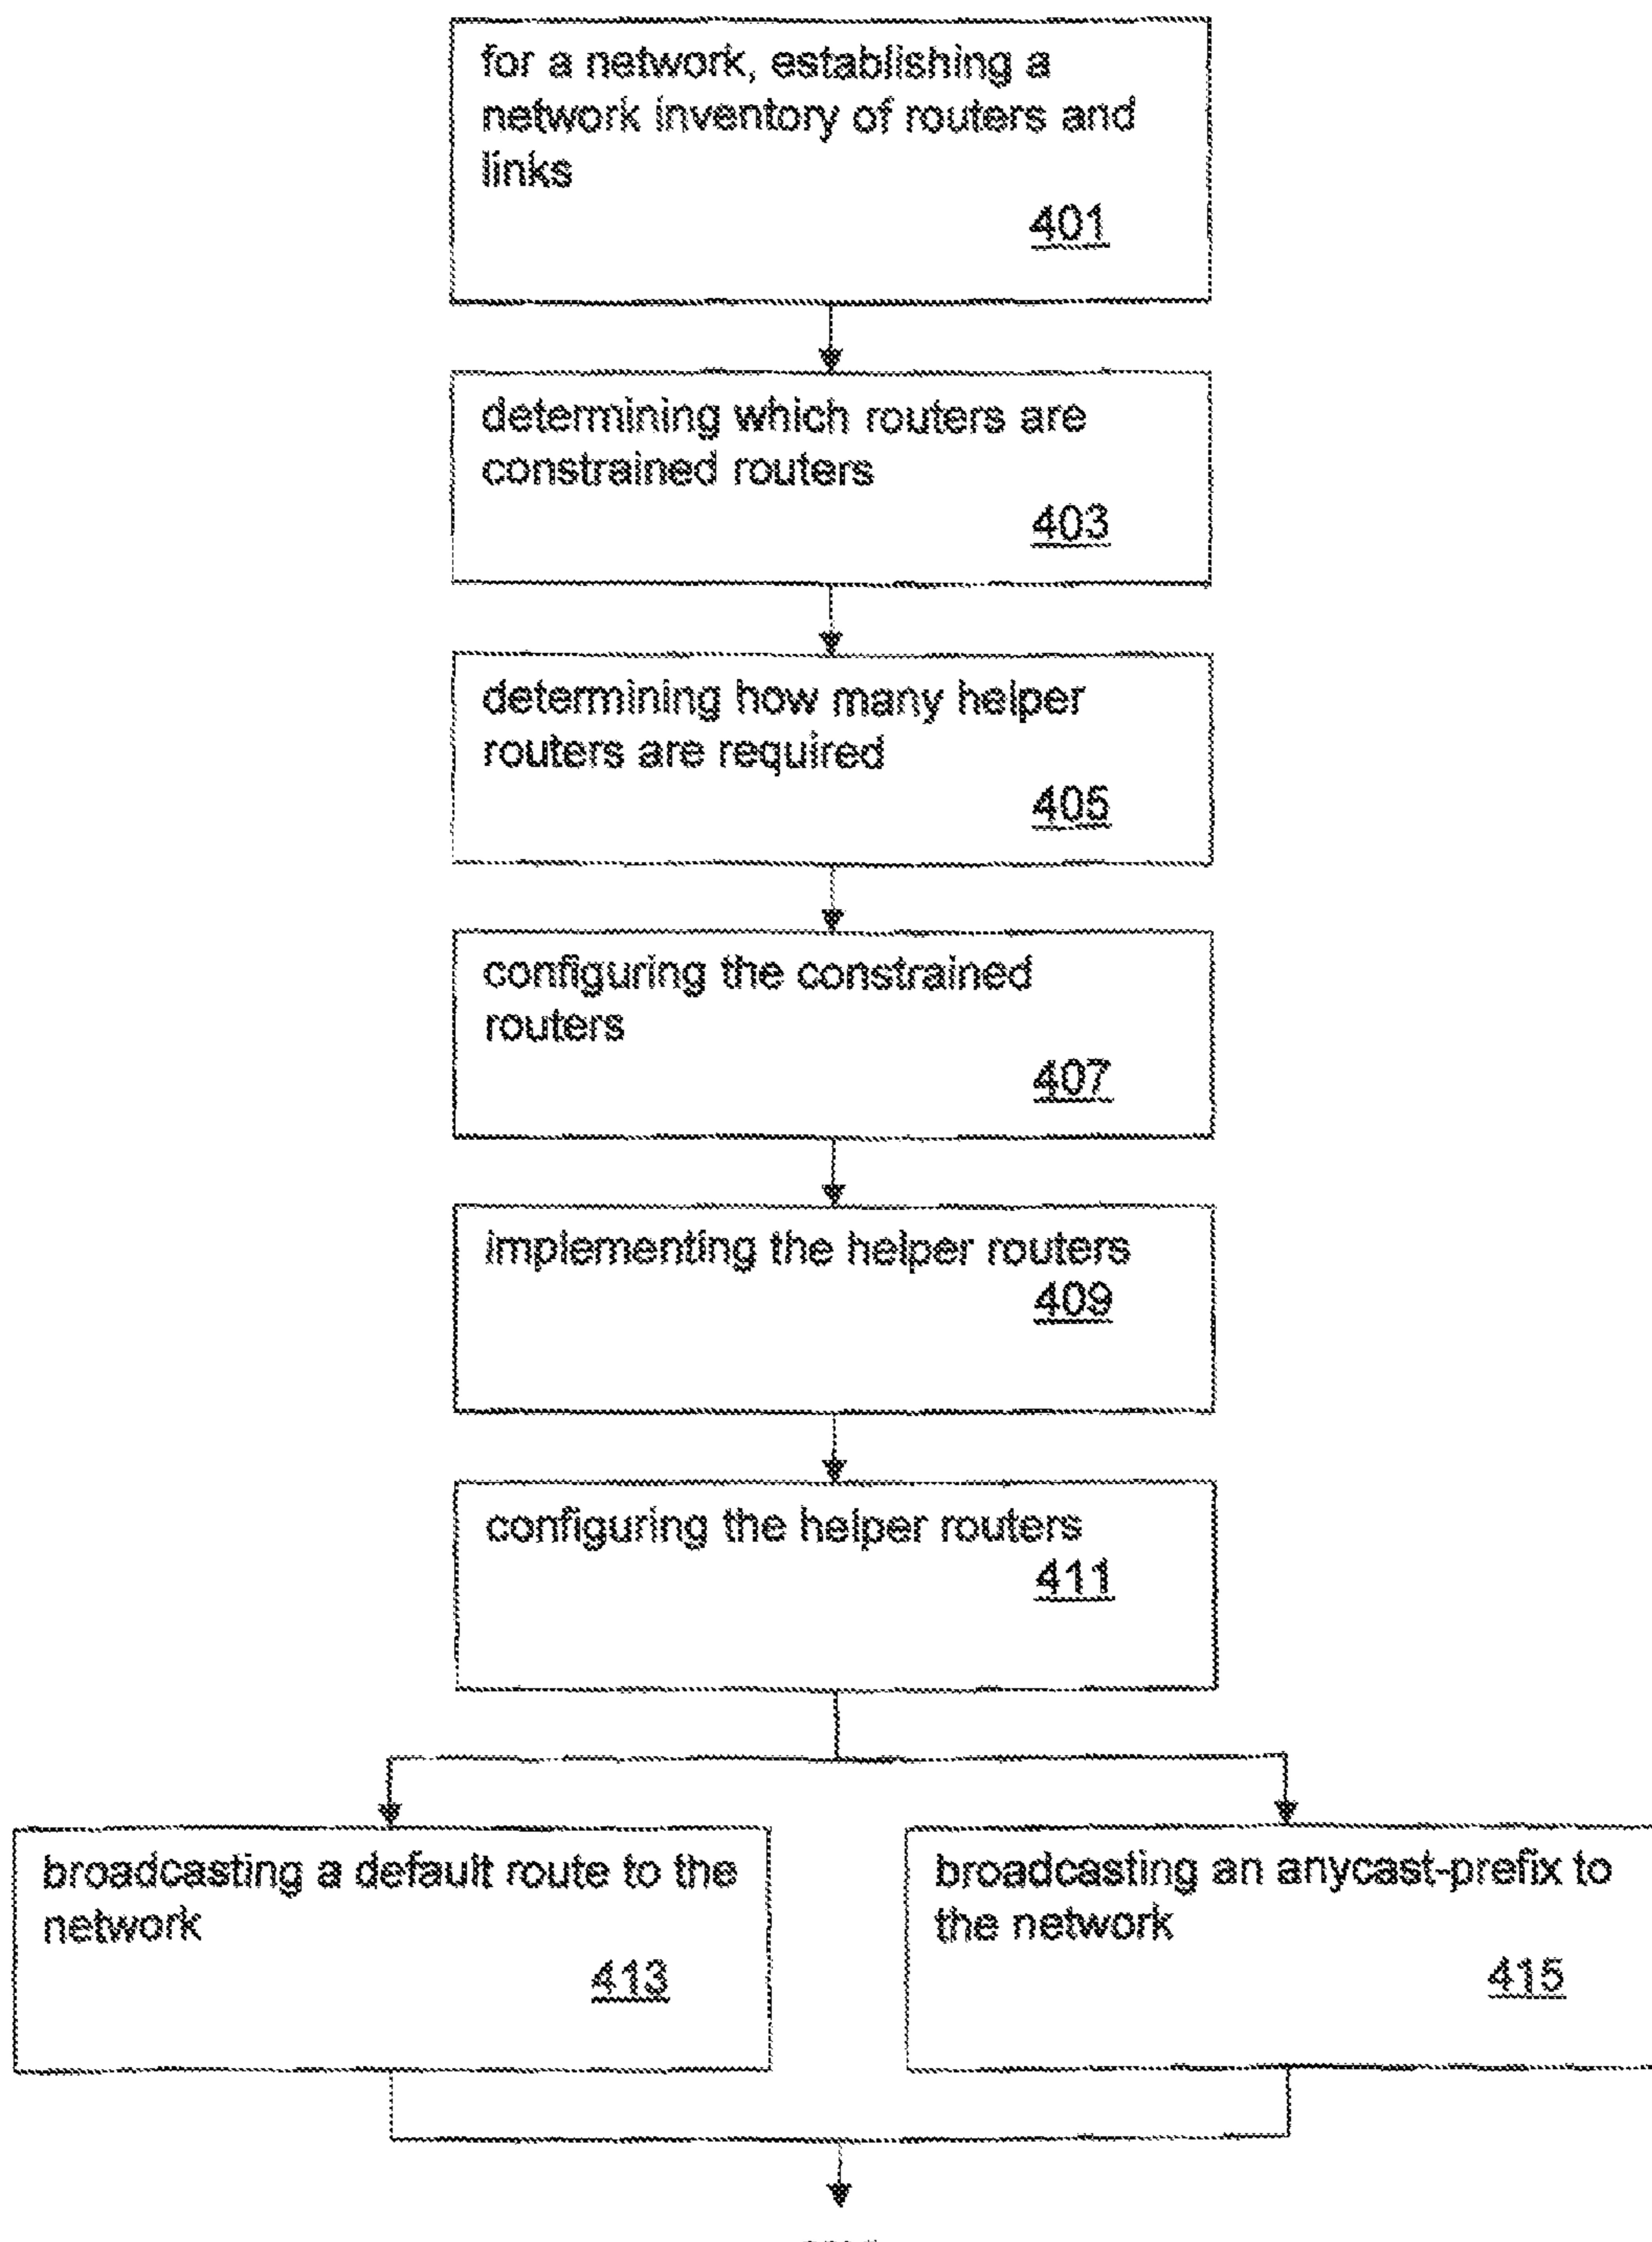 for a network, establishing a
network inventory of routers and
links
401
determining which routers are
constrained routers
403
determining how many helper
routers are required
405
configuring the constrained
routers
407
implementing the helper routers
409
configuring the helper routers
411
broadcasting a default route to the
network
413
broadcasting an anycast-prefix to
the network
415